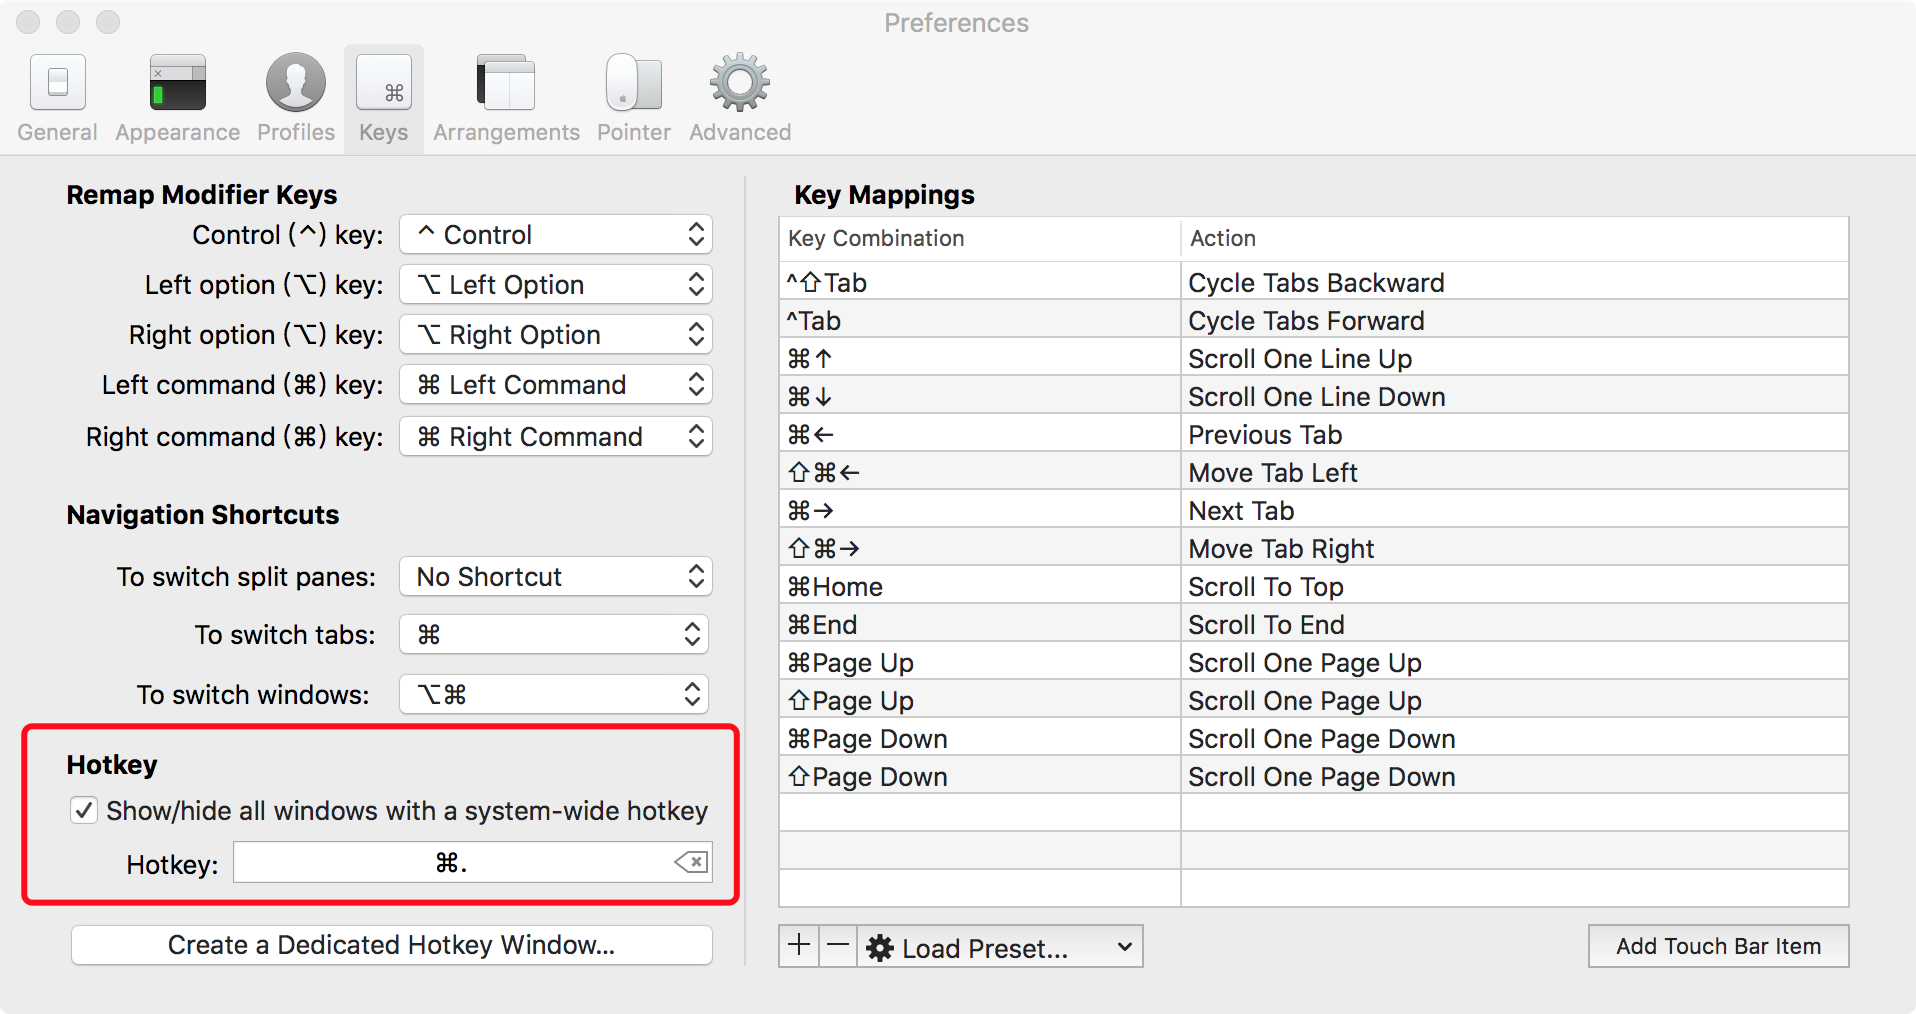 Preferences
General Appearance Profiles Keys Arrangements Pointer Advanced
Remap Modifier Keys
Control (^) key: ^ Control
Left option (⌥) key: ⌥ Left Option
Right option (⌥) key: ⌥ Right Option
Left command (⌘) key: ⌘ Left Command
Right command (⌘) key: ⌘ Right Command
Navigation Shortcuts
To switch split panes: No Shortcut
To switch tabs: ⌘
To switch windows: ⌥⌘
Hotkey
Show/hide all windows with a system-wide hotkey
Hotkey: ⌘.
Create a Dedicated Hotkey Window...
Key Mappings
Key Combination Action
^⇧Tab Cycle Tabs Backward
^Tab Cycle Tabs Forward
⌘↑ Scroll One Line Up
⌘↓ Scroll One Line Down
⌘← Previous Tab
⇧⌘← Move Tab Left
⌘→ Next Tab
⇧⌘→ Move Tab Right
⌘Home Scroll To Top
⌘End Scroll To End
⌘Page Up Scroll One Page Up
⇧Page Up Scroll One Page Up
⌘Page Down Scroll One Page Down
⇧Page Down Scroll One Page Down
+ − Load Preset... Add Touch Bar Item